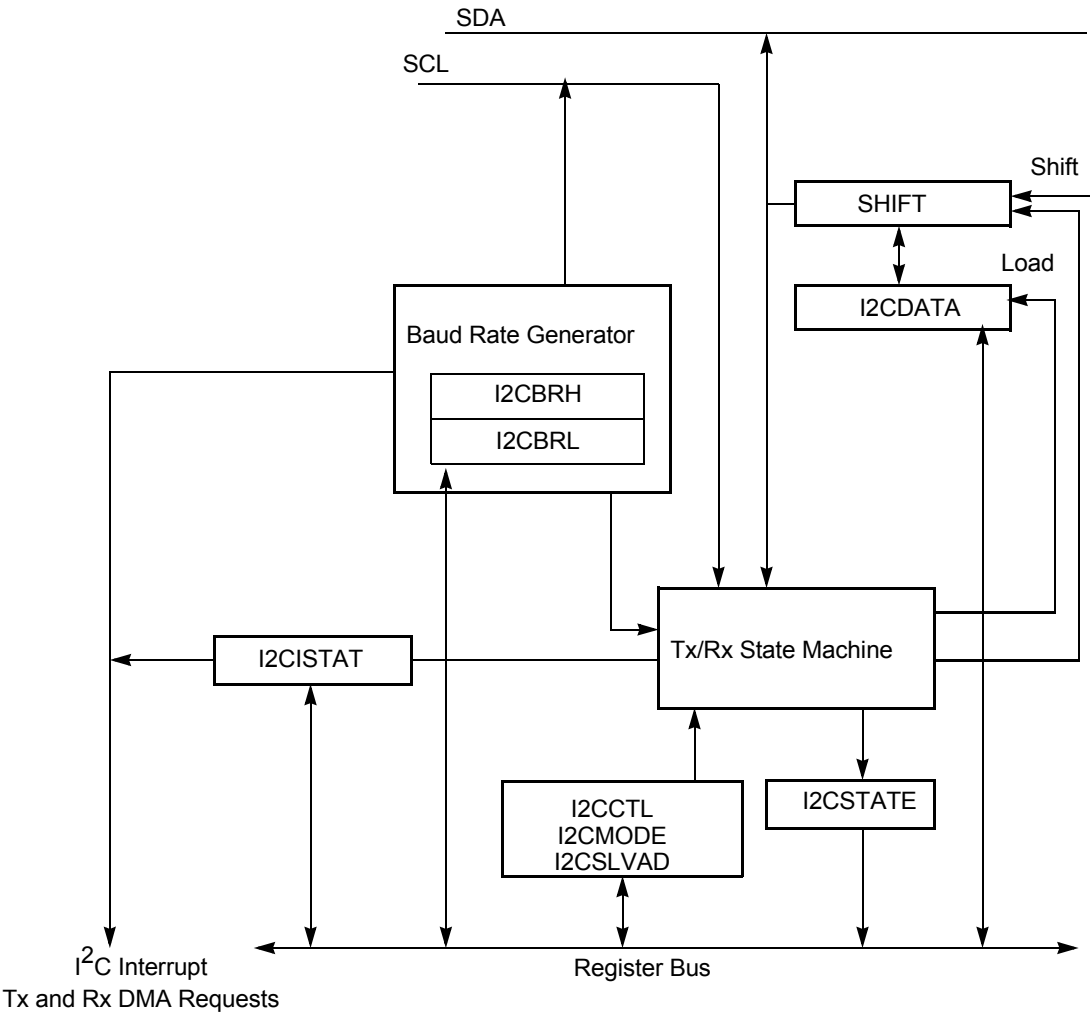 SDA
SCL
Shift
SHIFT
Load
I2CDATA
Baud Rate Generator
I2CBRH
I2CBRL
Tx/Rx State Machine
I2CISTAT
I2CCTL
I2CMODE
I2CSLVAD
I2CSTATE
I²C Interrupt
Tx and Rx DMA Requests
Register Bus